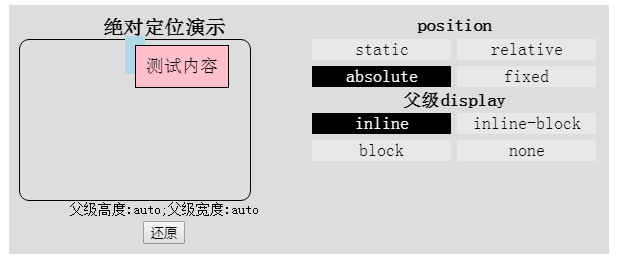 绝对定位演示
测试内容
父级高度:auto;父级宽度:auto
还原
position
static relative
absolute fixed
父级display
inline inline-block
block none